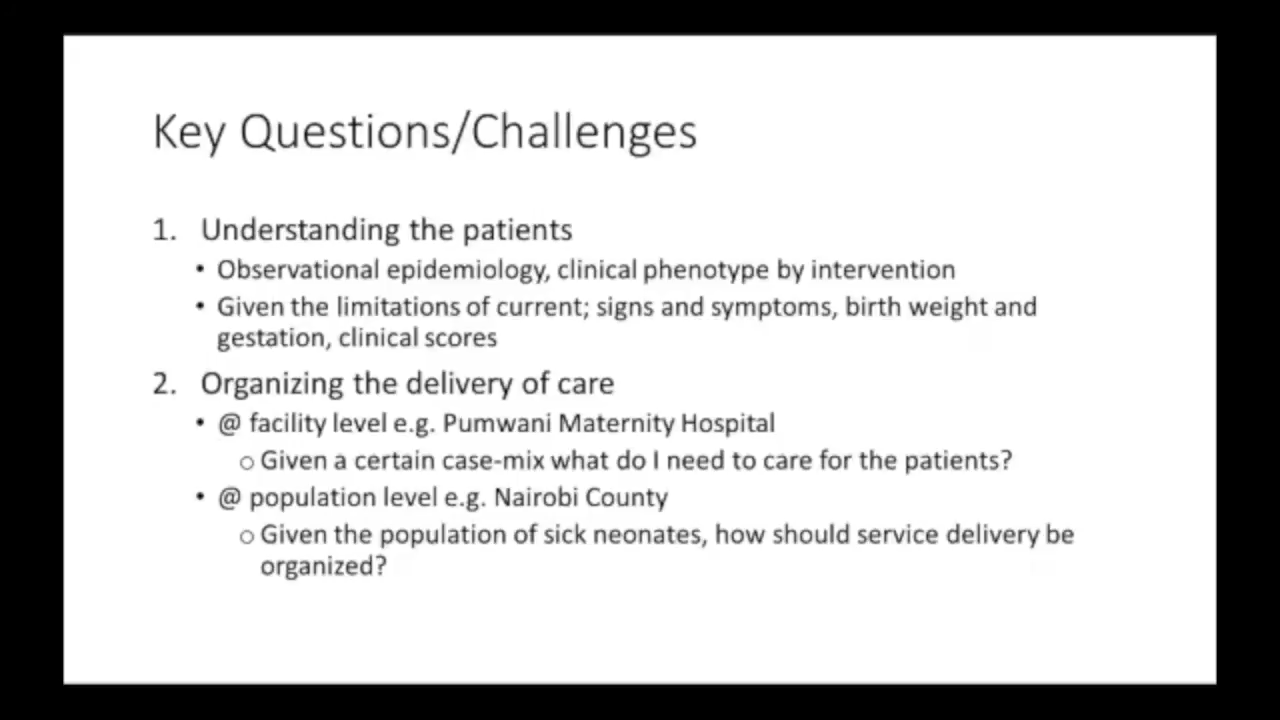 Key Questions/Challenges
1. Understanding the patients
• Observational epidemiology, clinical phenotype by intervention
• Given the limitations of current; signs and symptoms, birth weight and
gestation, clinical scores
2. Organizing the delivery of care
• @ facility level e.g. Pumwani Maternity Hospital
o Given a certain case-mix what do I need to care for the patients?
• @ population level e.g. Nairobi County
o Given the population of sick neonates, how should service delivery be
organized?